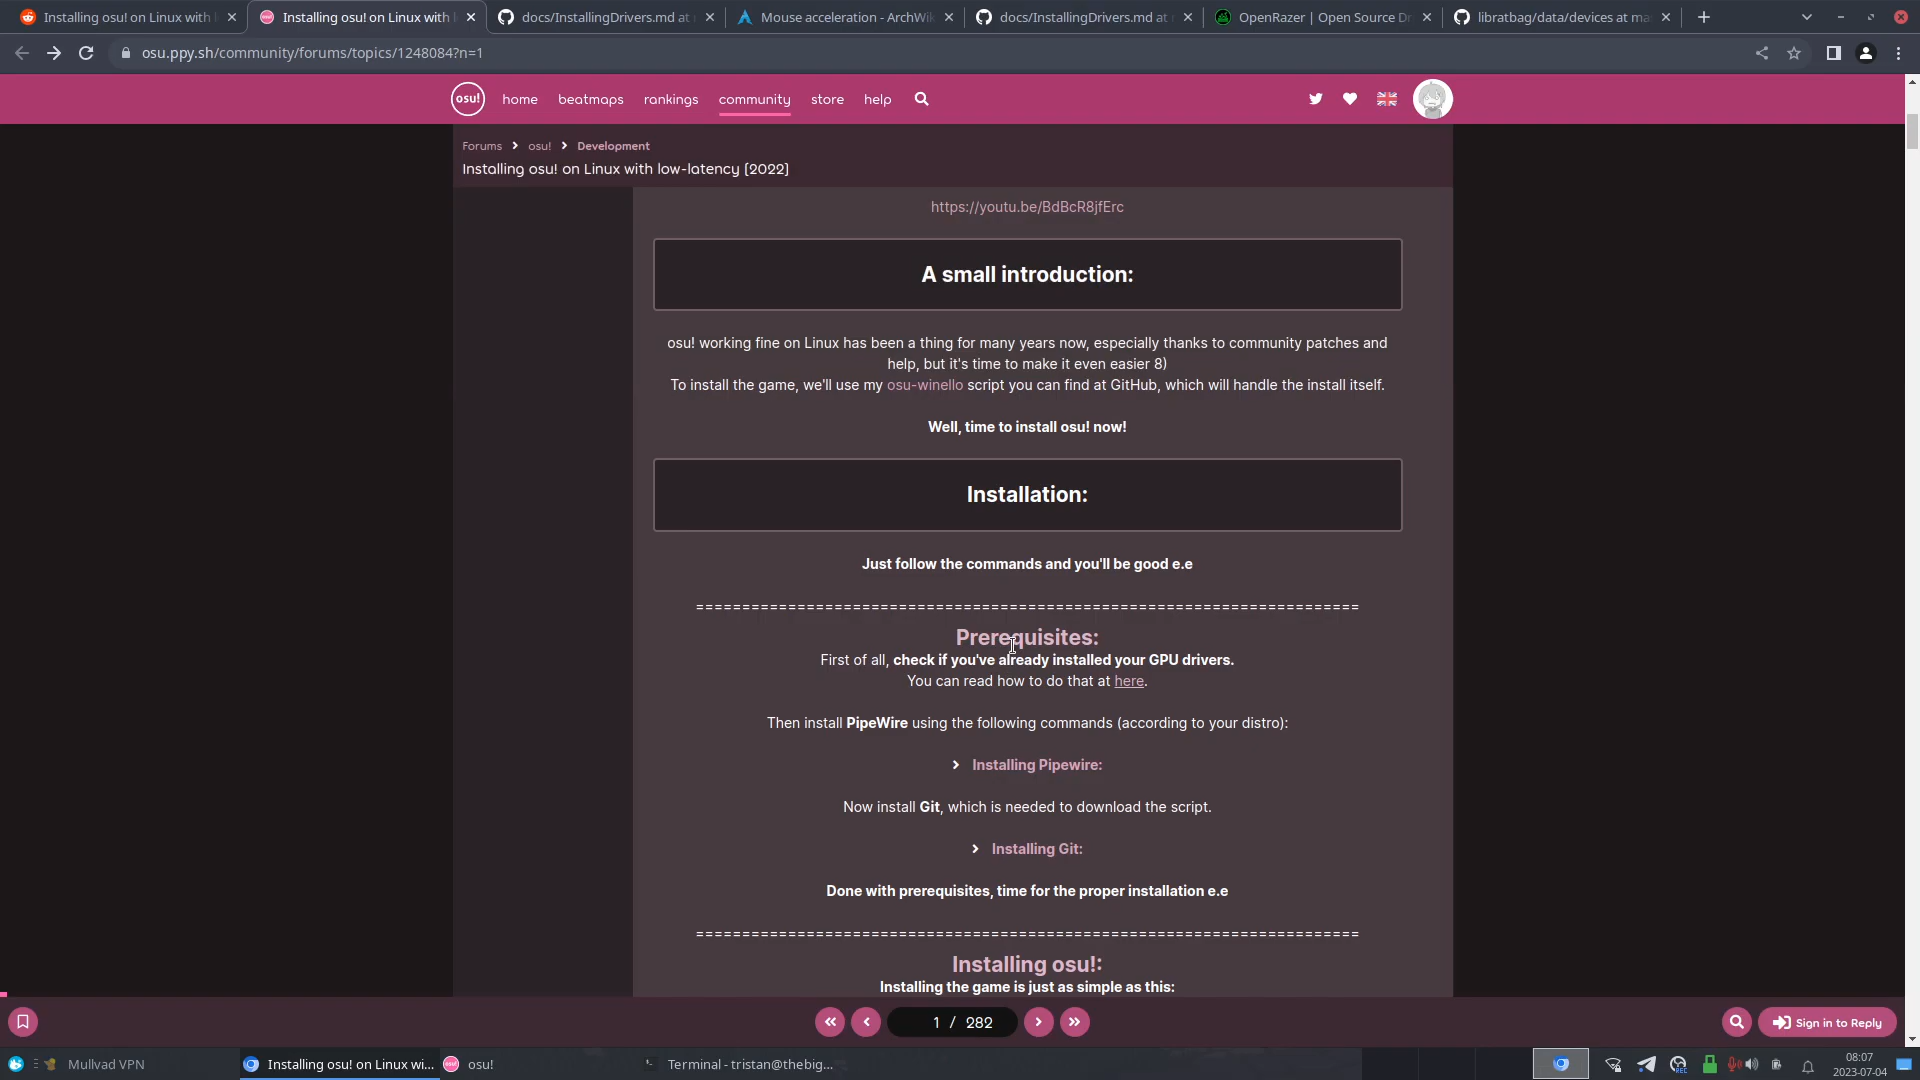 Installing osu! on Linux with l
Installing osu! on Linux with
docs/InstallingDrivers.md at
Mouse acceleration - ArchWik
docs/InstallingDrivers.md at r
OpenRazer | Open Source Dr
libratbag/data/devices at ma
osu.ppy.sh/community/forums/topics/1248084?n=1
osu!
home
beatmaps
rankings
community
store
help
Forums
osu!
Development
Installing osu! on Linux with low-latency [2022]
https://youtu.be/BdBcR8jfErc
A small introduction:
osu! working fine on Linux has been a thing for many years now, especially thanks to community patches and
help, but it's time to make it even easier 8)
To install the game, we'll use my osu-winello script you can find at GitHub, which will handle the install itself.
Well, time to install osu! now!
Installation:
Just follow the commands and you'll be good e.e
========================================================================
Prerequisites:
First of all, check if you've already installed your GPU drivers.
You can read how to do that at here.
Then install PipeWire using the following commands (according to your distro):
Installing Pipewire:
Now install Git, which is needed to download the script.
Installing Git:
Done with prerequisites, time for the proper installation e.e
========================================================================
Installing osu!:
Installing the game is just as simple as this:
1 / 282
Sign in to Reply
Mullvad VPN
Installing osu! on Linux wi...
osu!
Terminal - tristan@thebig...
REC
08:07
2023-07-04